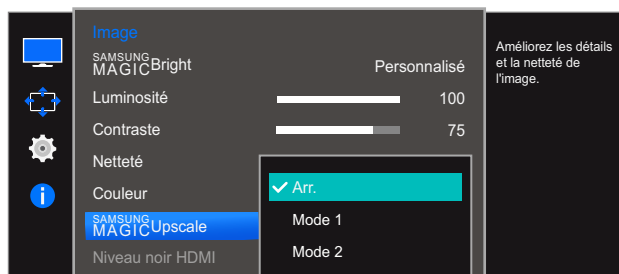 Image
SAMSUNG
MAGICBright Personnalisé
Luminosité 100
Contraste 75
Netteté
Couleur
SAMSUNG
MAGICUpscale
Niveau noir HDMI
Arr.
Mode 1
Mode 2
Améliorez les détails
et la netteté de
l'image.
i